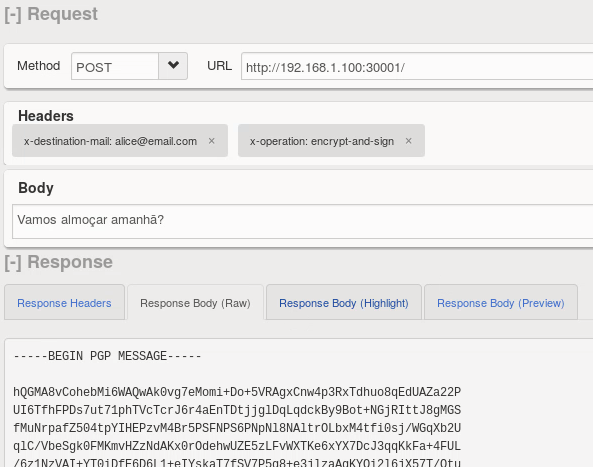 [-] Request
Method POST URL http://192.168.1.100:30001/
Headers
x-destination-mail: alice@email.com × x-operation: encrypt-and-sign ×
Body
Vamos almoçar amanhã?
[-] Response
Response Headers Response Body (Raw) Response Body (Highlight) Response Body (Preview)
-----BEGIN PGP MESSAGE-----
hQGMA8vCohebMi6WAQwAk0vg7eMomi+Do+5VRAgxCnw4p3RxTdhuo8qEdUAZa22P
UI6TfhFPDs7ut71phTVcTcrJ6r4aEnTDtjjglDqLqdckBy9Bot+NGjRIttJ8gMGS
fMuNrpafZ504tpYIHEPzvM4Br5PSFNPS6PNpNl8NAltrOLbxM4tfi0sj/WGqXb2U
qlC/VbeSgk0FMKmvHZzNdAKx0rOdehwUZE5zLFvWXTKe6xYX7DcJ3qqKkFa+4FUL